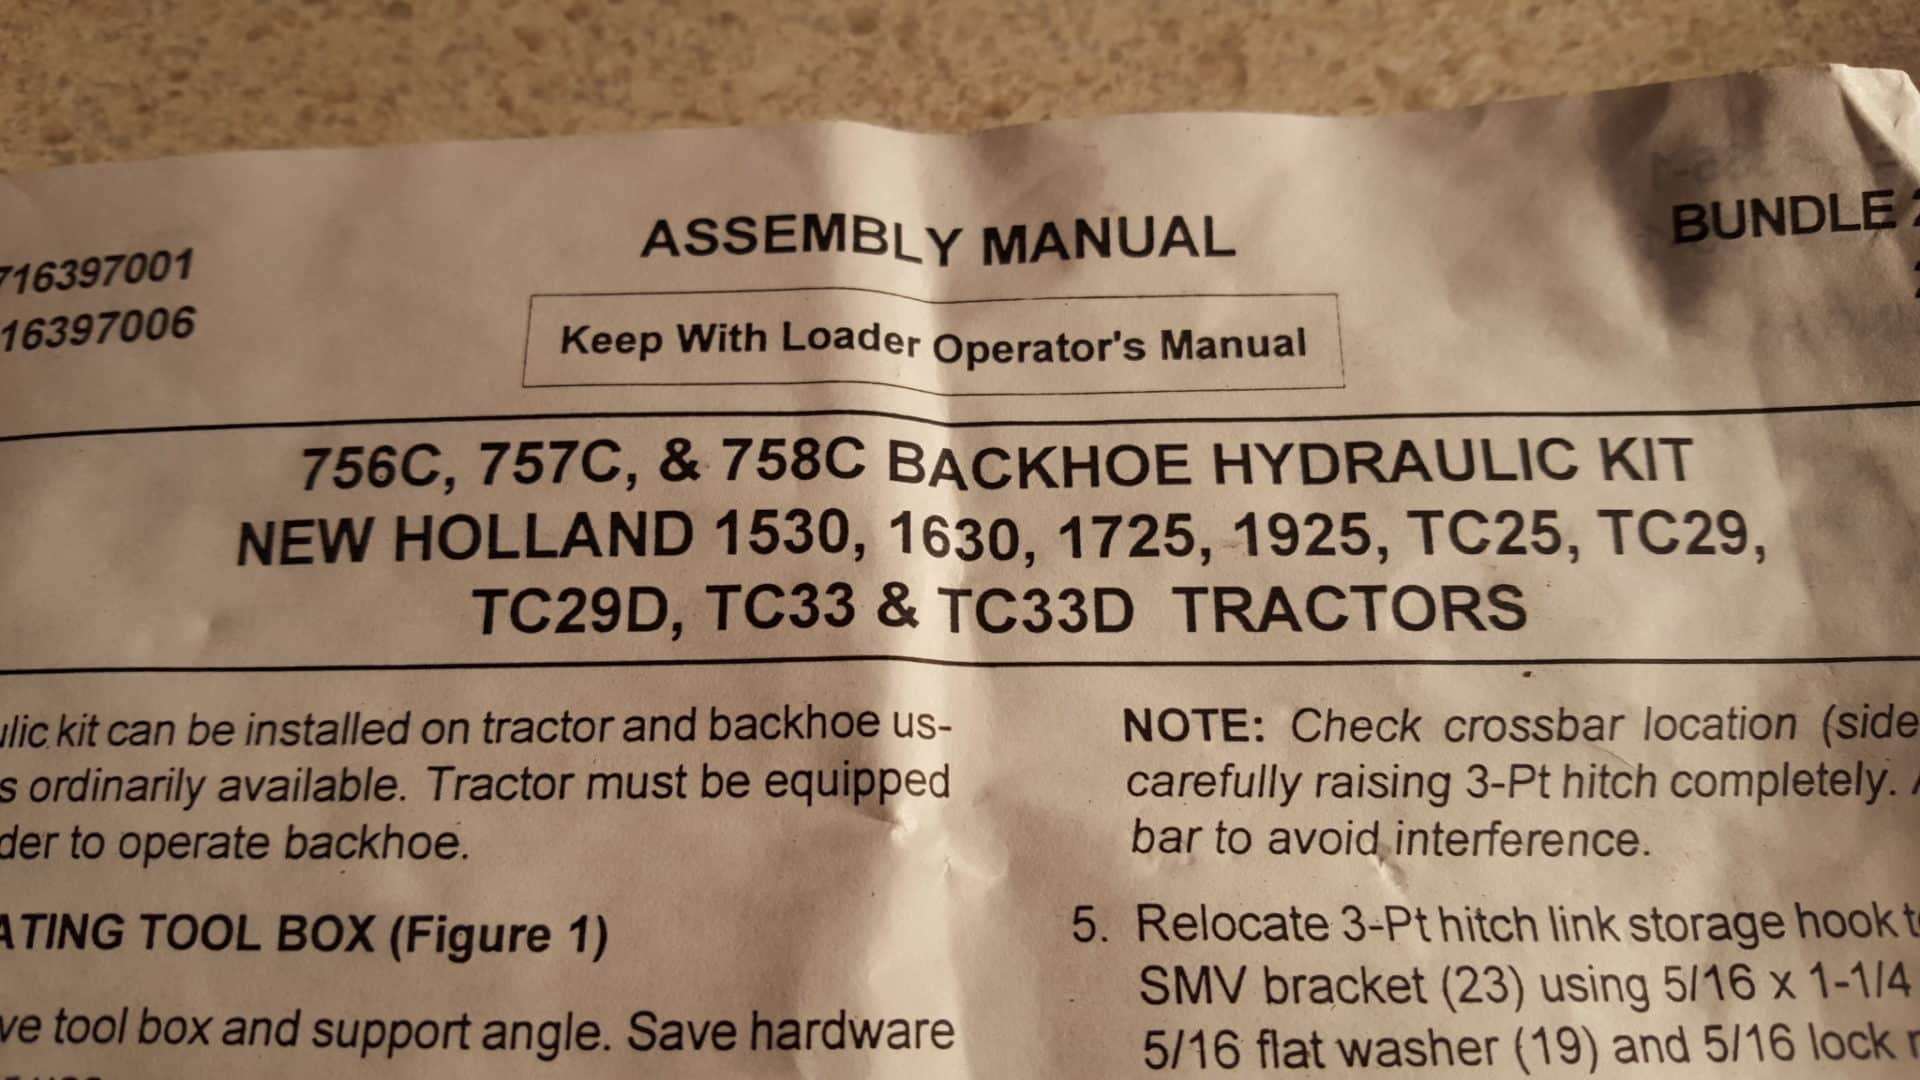 716397001
16397006
ASSEMBLY MANUAL
BUNDLE
Keep With Loader Operator's Manual
756C, 757C, & 758C BACKHOE HYDRAULIC KIT
NEW HOLLAND 1530, 1630, 1725, 1925, TC25, TC29,
TC29D, TC33 & TC33D TRACTORS
ulic kit can be installed on tractor and backhoe us-
s ordinarily available. Tractor must be equipped
der to operate backhoe.
ATING TOOL BOX (Figure 1)
ve tool box and support angle. Save hardware
NOTE: Check crossbar location (side
carefully raising 3-Pt hitch completely.
bar to avoid interference.
5. Relocate 3-Pt hitch link storage hook t
SMV bracket (23) using 5/16 x 1-1/4
5/16 flat washer (19) and 5/16 lock